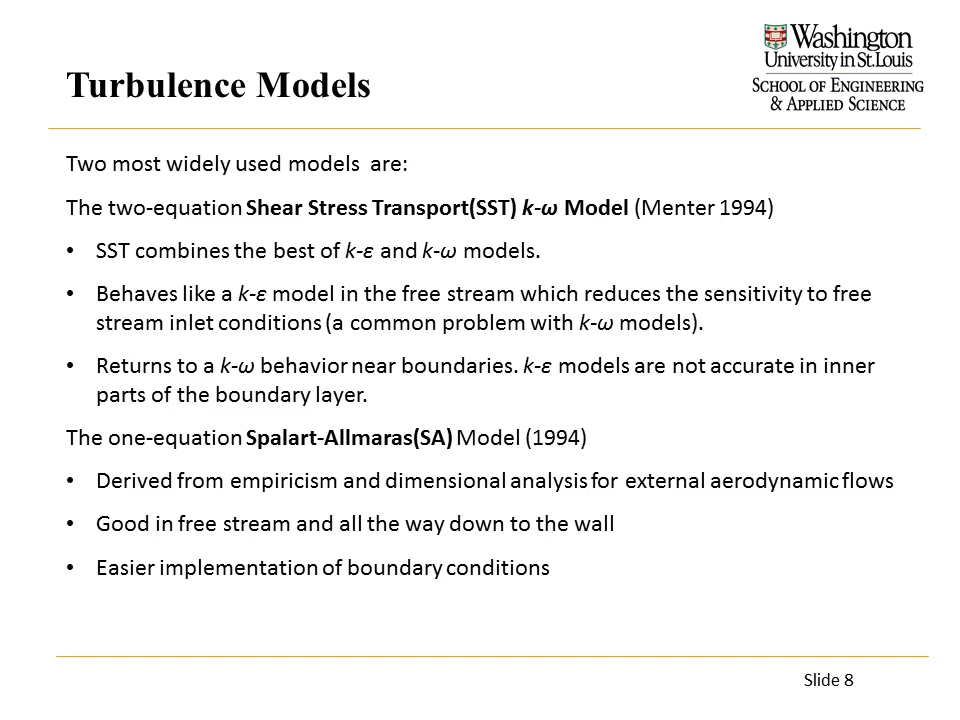 Turbulence Models
Washington
University in St. Louis
SCHOOL OF ENGINEERING
& APPLIED SCIENCE
Two most widely used models  are:
The two-equation Shear Stress Transport(SST) k-ω Model (Menter 1994)
• SST combines the best of k-ε and k-ω models.
• Behaves like a k-ε model in the free stream which reduces the sensitivity to free
stream inlet conditions (a common problem with k-ω models).
• Returns to a k-ω behavior near boundaries. k-ε models are not accurate in inner
parts of the boundary layer.
The one-equation Spalart-Allmaras(SA) Model (1994)
• Derived from empiricism and dimensional analysis for external aerodynamic flows
• Good in free stream and all the way down to the wall
• Easier implementation of boundary conditions
Slide 8